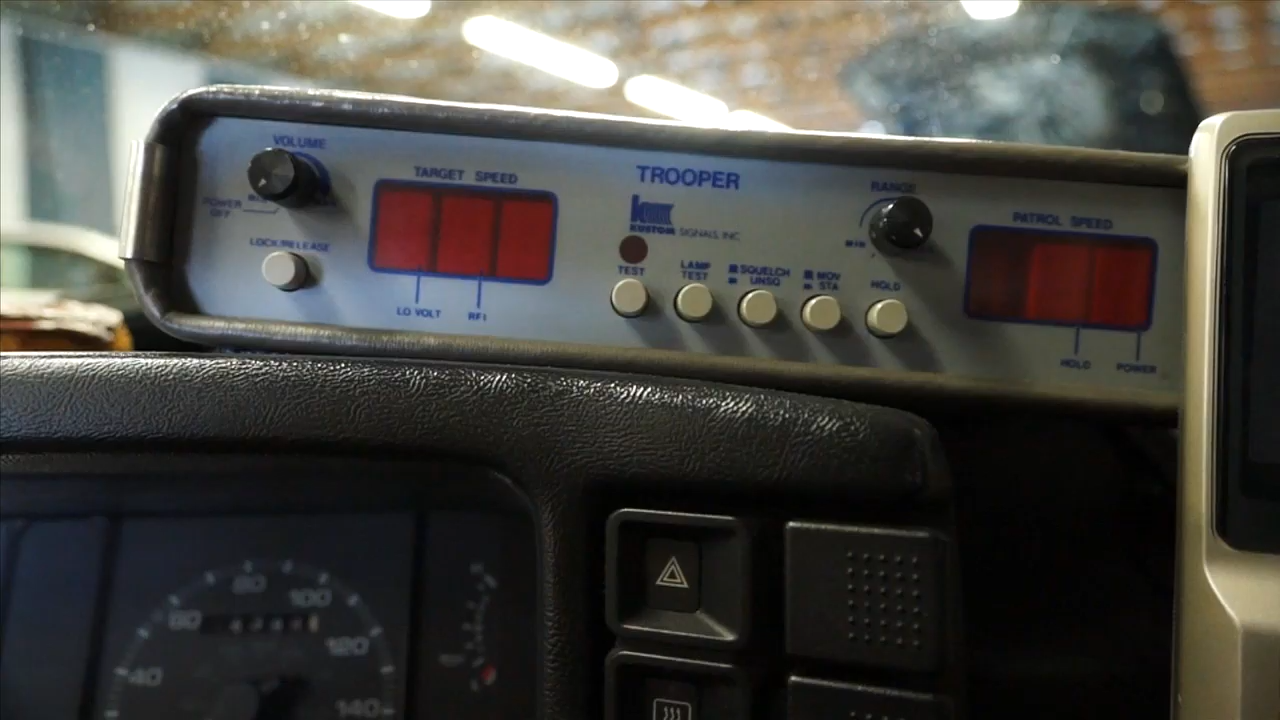 VOLUME
POWER
OFF
LOCK/RELEASE
TARGET SPEED
LO VOLT
RFI
TROOPER
KUSTOM SIGNALS, INC
TEST
LAMP
TEST
SQUELCH
UNSQ
MOV
STA
HOLD
RANGE
MIN
PATROL SPEED
HOLD
POWER
40
60
80
100
120
140